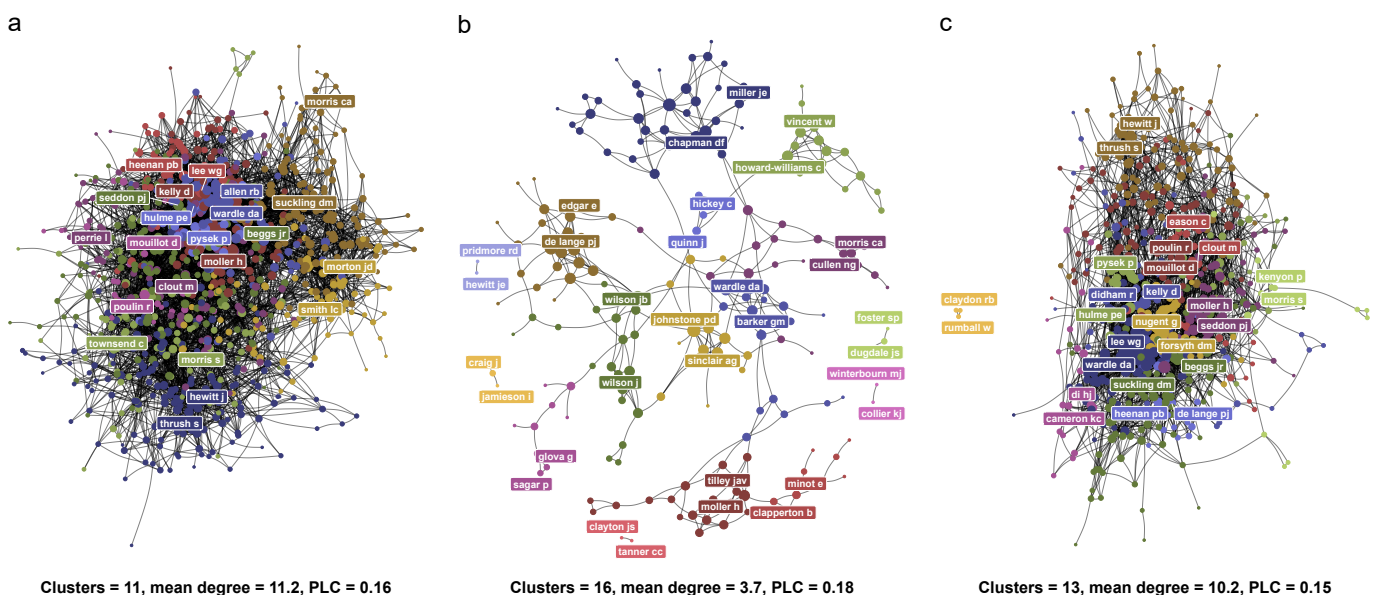 a
b
c
morris ca
heenan pb
lee wg
kelly d
allen rb
seddon pj
suckling dm
hulme pe
wardle da
perrie l
mouillot d
pysek p
beggs jr
moller h
morton jd
clout m
poulin r
smith lc
townsend c
morris s
hewitt j
thrush s
Clusters = 11, mean degree = 11.2, PLC = 0.16
miller je
vincent w
chapman df
howard-williams c
hickey c
edgar e
de lange pj
quinn j
morris ca
pridmore rd
cullen ng
hewitt je
wardle da
wilson jb
johnstone pd
barker gm
foster sp
dugdale js
sinclair ag
craig j
jamieson i
wilson j
winterbourn mj
collier kj
glova g
sagar p
tilley jav
minot e
moller h
clapperton b
clayton js
tanner cc
Clusters = 16, mean degree = 3.7, PLC = 0.18
hewitt j
thrush s
eason c
poulin r
clout m
pysek p
mouillot d
kenyon p
didham r
kelly d
morris s
claydon rb
moller h
hulme pe
nugent g
rumball w
seddon pj
lee wg
forsyth dm
wardle da
beggs jr
suckling dm
di hj
heenan pb
de lange pj
cameron kc
Clusters = 13, mean degree = 10.2, PLC = 0.15